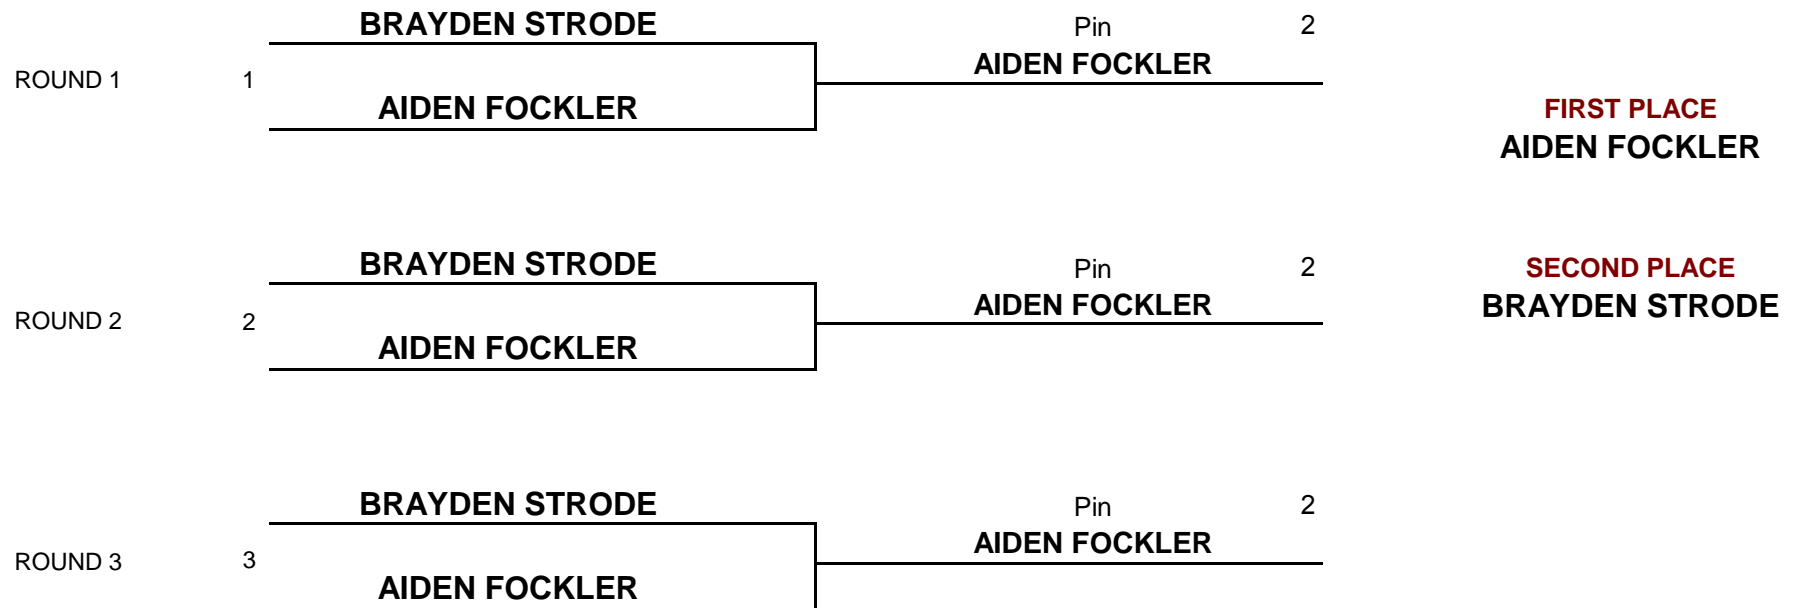 BRAYDEN STRODE
Pin 2
AIDEN FOCKLER
ROUND 1 1
AIDEN FOCKLER
FIRST PLACE
AIDEN FOCKLER
BRAYDEN STRODE
Pin 2
SECOND PLACE
AIDEN FOCKLER
BRAYDEN STRODE
ROUND 2 2
AIDEN FOCKLER
BRAYDEN STRODE
Pin 2
AIDEN FOCKLER
ROUND 3 3
AIDEN FOCKLER